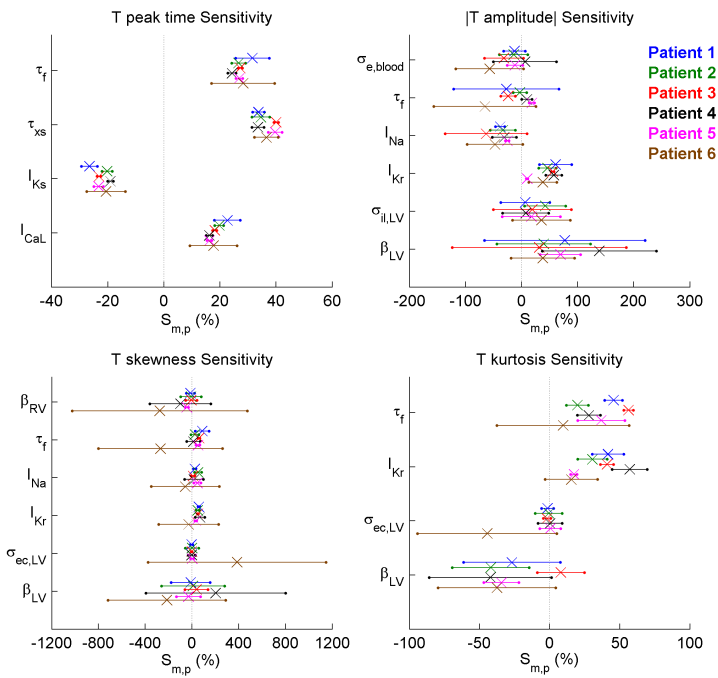 T peak time Sensitivity
τf
τxs
IKs
ICaL
-40 -20 0 20 40 60
Sm,p (%)
|T amplitude| Sensitivity
σe,blood
τf
INa
IKr
σil,LV
βLV
-200 -100 0 100 200 300
Sm,p (%)
Patient 1
Patient 2
Patient 3
Patient 4
Patient 5
Patient 6
T skewness Sensitivity
βRV
τf
INa
IKr
σec,LV
βLV
-1200 -800 -400 0 400 800 1200
Sm,p (%)
T kurtosis Sensitivity
τf
IKr
σec,LV
βLV
-100 -50 0 50 100
Sm,p (%)